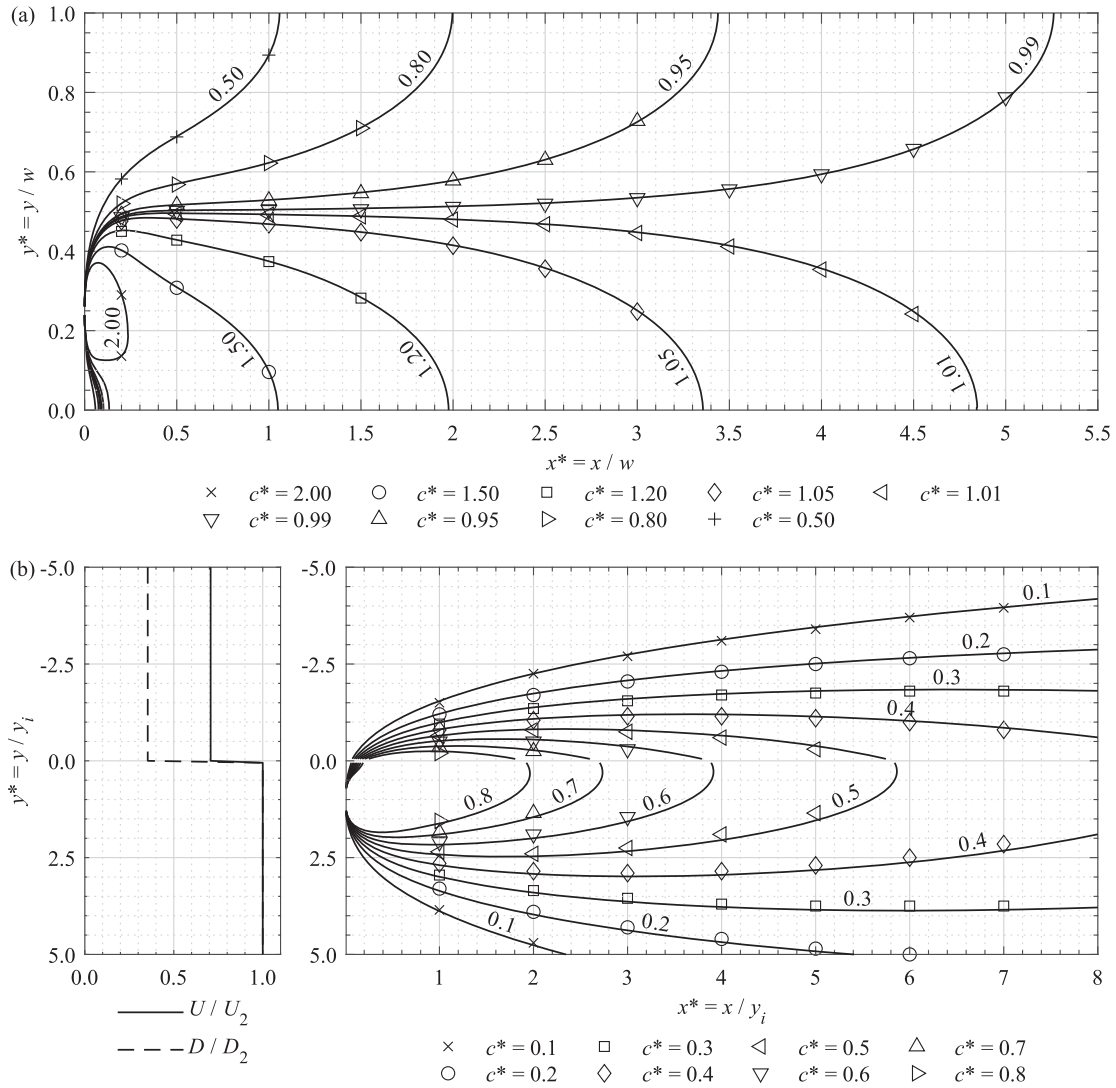 (a)
1.0
0.8
0.6
0.4
0.2
0.0
y* = y / w
0.50
0.80
0.95
0.99
2.00
1.50
1.20
1.05
1.01
0 0.5 1 1.5 2 2.5 3 3.5 4 4.5 5 5.5
x* = x / w
× c* = 2.00 ○ c* = 1.50 □ c* = 1.20 ◇ c* = 1.05 ◁ c* = 1.01
▽ c* = 0.99 △ c* = 0.95 ▷ c* = 0.80 + c* = 0.50
(b)
-5.0
-2.5
0.0
2.5
5.0
y* = y / yᵢ
0.0 0.5 1.0
U / U₂
D / D₂
-5.0
-2.5
0.0
2.5
5.0
0.1
0.2
0.3
0.4
0.8
0.7
0.6
0.5
0.4
0.3
0.2
0.1
1 2 3 4 5 6 7 8
x* = x / yᵢ
× c* = 0.1 □ c* = 0.3 ◁ c* = 0.5 △ c* = 0.7
○ c* = 0.2 ◇ c* = 0.4 ▽ c* = 0.6 ▷ c* = 0.8